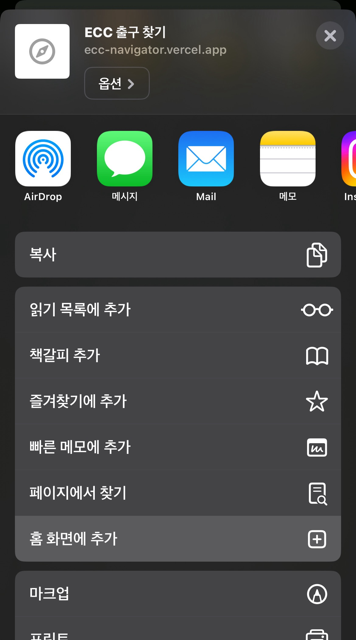 ECC 출구 찾기
ecc-navigator.vercel.app
옵션
AirDrop
메시지
Mail
메모
복사
읽기 목록에 추가
책갈피 추가
즐겨찾기에 추가
빠른 메모에 추가
페이지에서 찾기
홈 화면에 추가
마크업